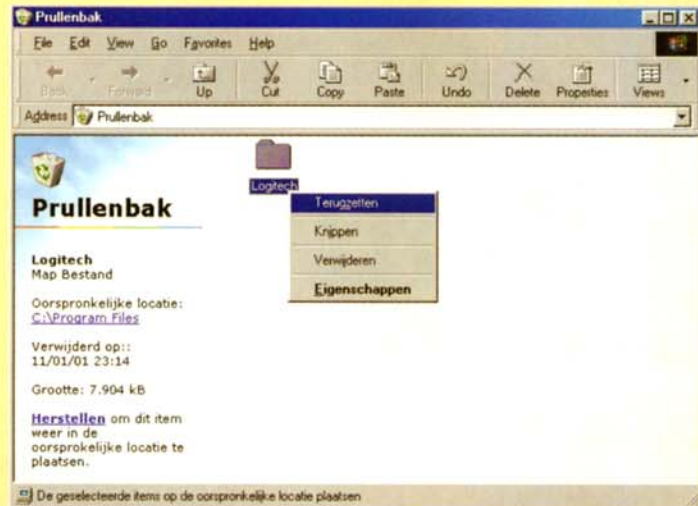 Prullenbak
File Edit View Go Favorites Help
Back Forward Up Cut Copy Paste Undo Delete Properties Views
Address Prullenbak
Logitech
Prullenbak
Terugzetten
Knippen
Verwijderen
Eigenschappen
Logitech
Map Bestand
Oorspronkelijke locatie:
C:\Program Files
Verwijderd op::
11/01/01 23:14
Grootte: 7.904 kB
Herstellen om dit item
weer in de
oorsprokelijke locatie te
plaatsen.
De geselecteerde items op de oorspronkelijke locatie plaatsen